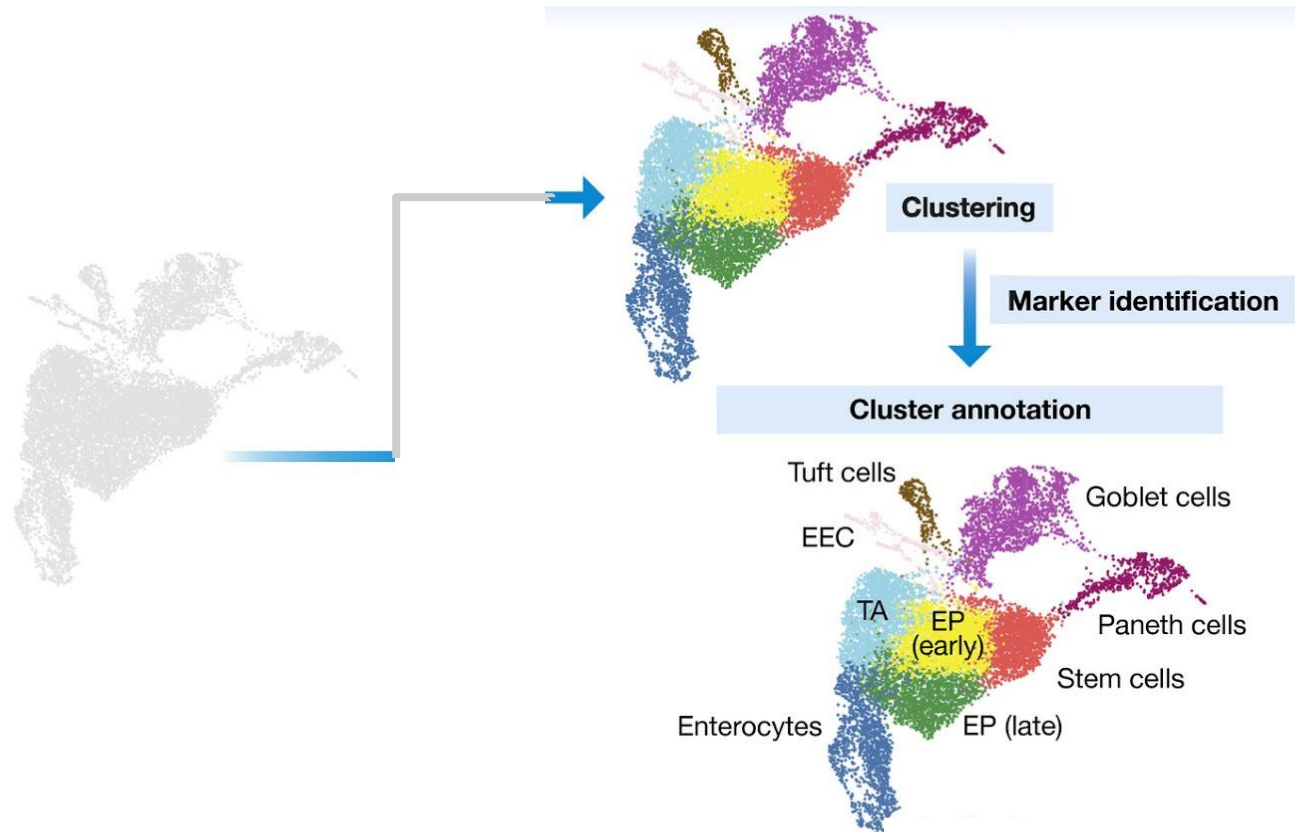 Clustering
Marker identification
Cluster annotation
Tuft cells
Goblet cells
EEC
TA
EP
(early)
Paneth cells
Stem cells
Enterocytes
EP (late)